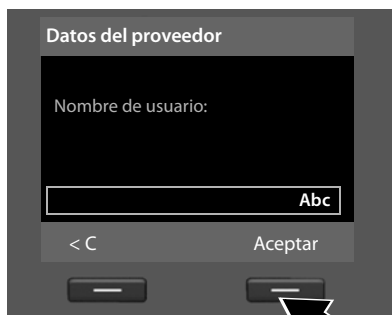 Datos del proveedor
Nombre de usuario:
Abc
< C Aceptar